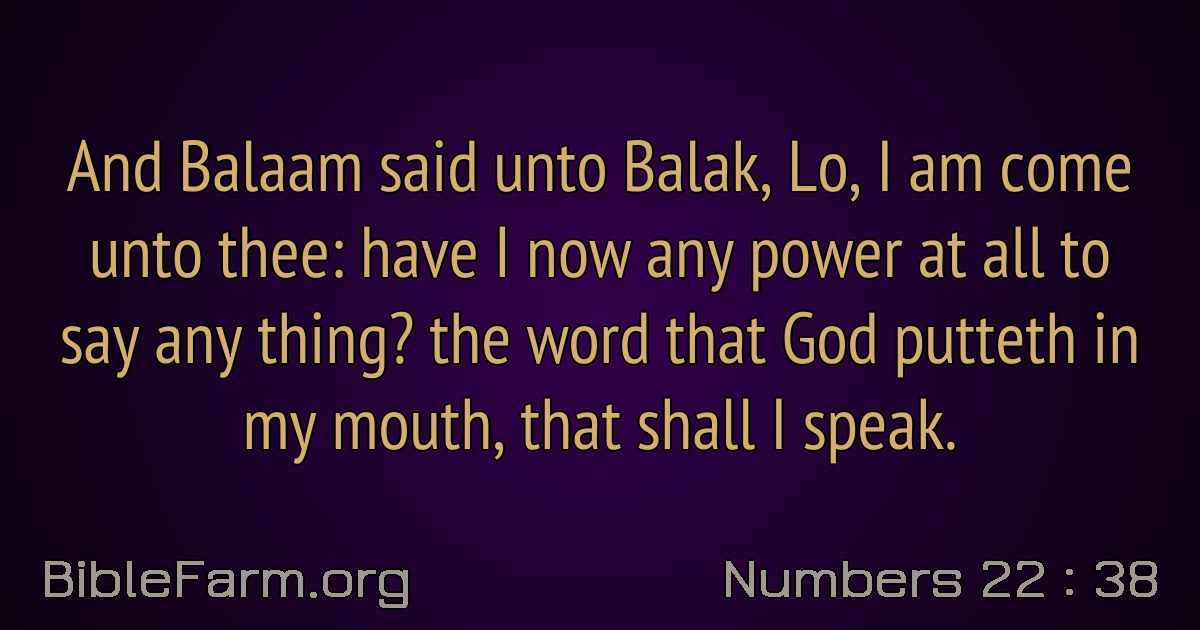 And Balaam said unto Balak, Lo, I am come
unto thee: have I now any power at all to
say any thing? the word that God putteth in
my mouth, that shall I speak.
BibleFarm.org
Numbers 22 : 38